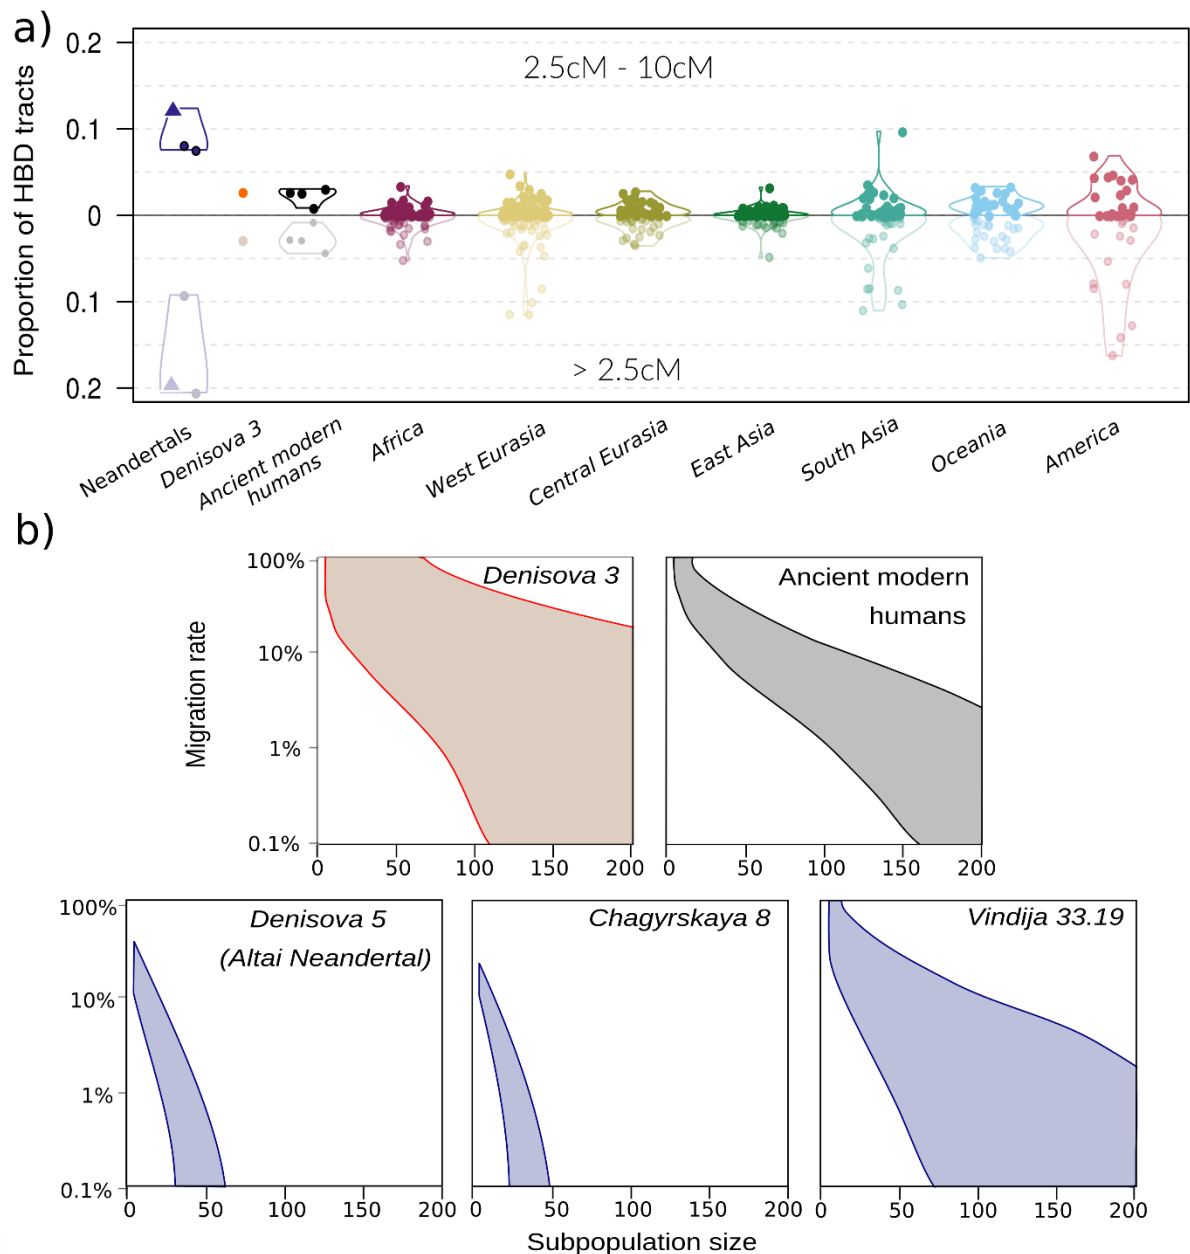 a)
Proportion of HBD tracts
0.2
0.1
0
0.1
0.2
2.5cM - 10cM
> 2.5cM
Neandertals
Denisova 3
Ancient modern
humans
Africa
West Eurasia
Central Eurasia
East Asia
South Asia
Oceania
America
b)
Migration rate
100%
10%
1%
0.1%
Denisova 3
0 50 100 150 200
Ancient modern
humans
0 50 100 150 200
100%
10%
1%
0.1%
Denisova 5
(Altai Neandertal)
0 50 100 150 200
Chagyrskaya 8
0 50 100 150 200
Vindija 33.19
0 50 100 150 200
Subpopulation size